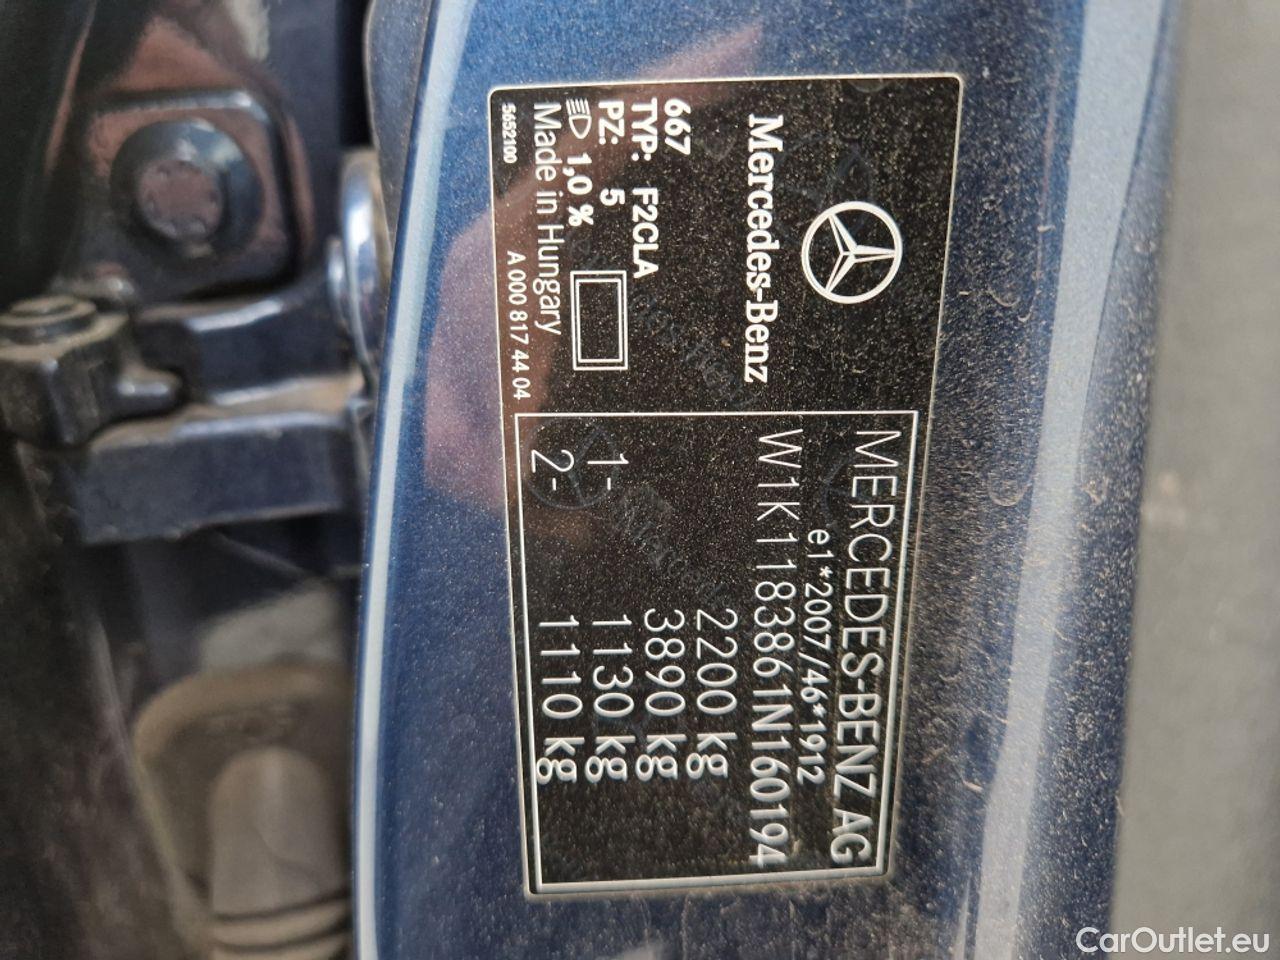 Mercedes-Benz
667
TYP: F2CLA
PZ: 5
1,0 %
Made in Hungary
5652100
A 000 817 44 04
MERCEDES-BENZ AG
e1*2007/46*1912
W1K1183861N160194
2200 kg
3890 kg
1- 1130 kg
2- 1110 kg
CarOutlet.eu